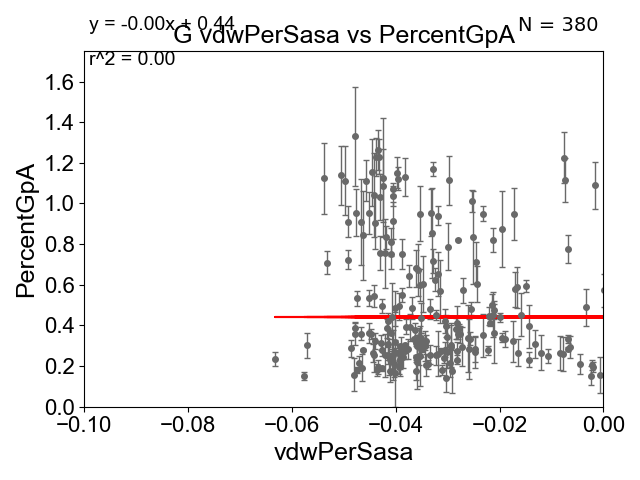 y = -0.00x + 0.44
N = 380
G vdwPerSasa vs PercentGpA
r^2 = 0.00
PercentGpA
1.6
1.4
1.2
1.0
0.8
0.6
0.4
0.2
0.0
−0.10 −0.08 −0.06 −0.04 −0.02 0.00
vdwPerSasa